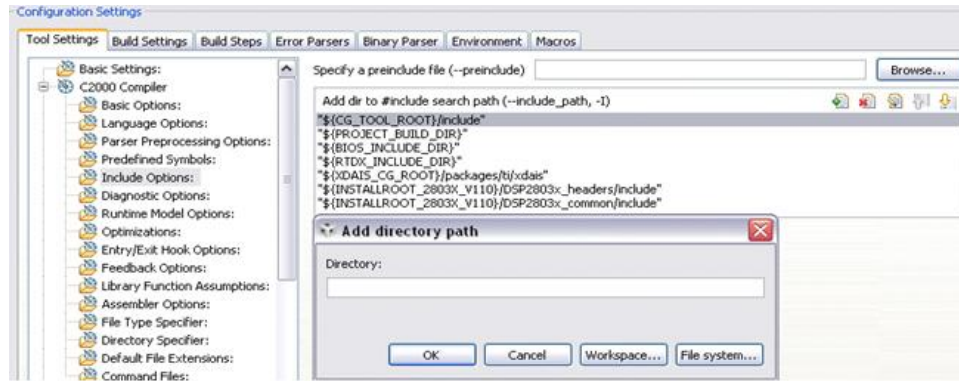 Configuration Settings
Tool Settings Build Settings Build Steps Error Parsers Binary Parser Environment Macros
Basic Settings:
C2000 Compiler
Basic Options:
Language Options:
Parser Preprocessing Options:
Predefined Symbols:
Include Options:
Diagnostic Options:
Runtime Model Options:
Optimizations:
Entry/Exit Hook Options:
Feedback Options:
Library Function Assumptions:
Assembler Options:
File Type Specifier:
Directory Specifier:
Default File Extensions:
Command Files:
Specify a preinclude file (--preinclude) Browse...
Add dir to #include search path (--include_path, -I)
"${CG_TOOL_ROOT}/include"
"${PROJECT_BUILD_DIR}"
"${BIOS_INCLUDE_DIR}"
"${RTDX_INCLUDE_DIR}"
"${XDAIS_CG_ROOT}/packages/ti/xdais"
"${INSTALLROOT_2803X_V110}/DSP2803x_headers/include"
"${INSTALLROOT_2803X_V110}/DSP2803x_common/include"
Add directory path
Directory:
OK Cancel Workspace... File system...